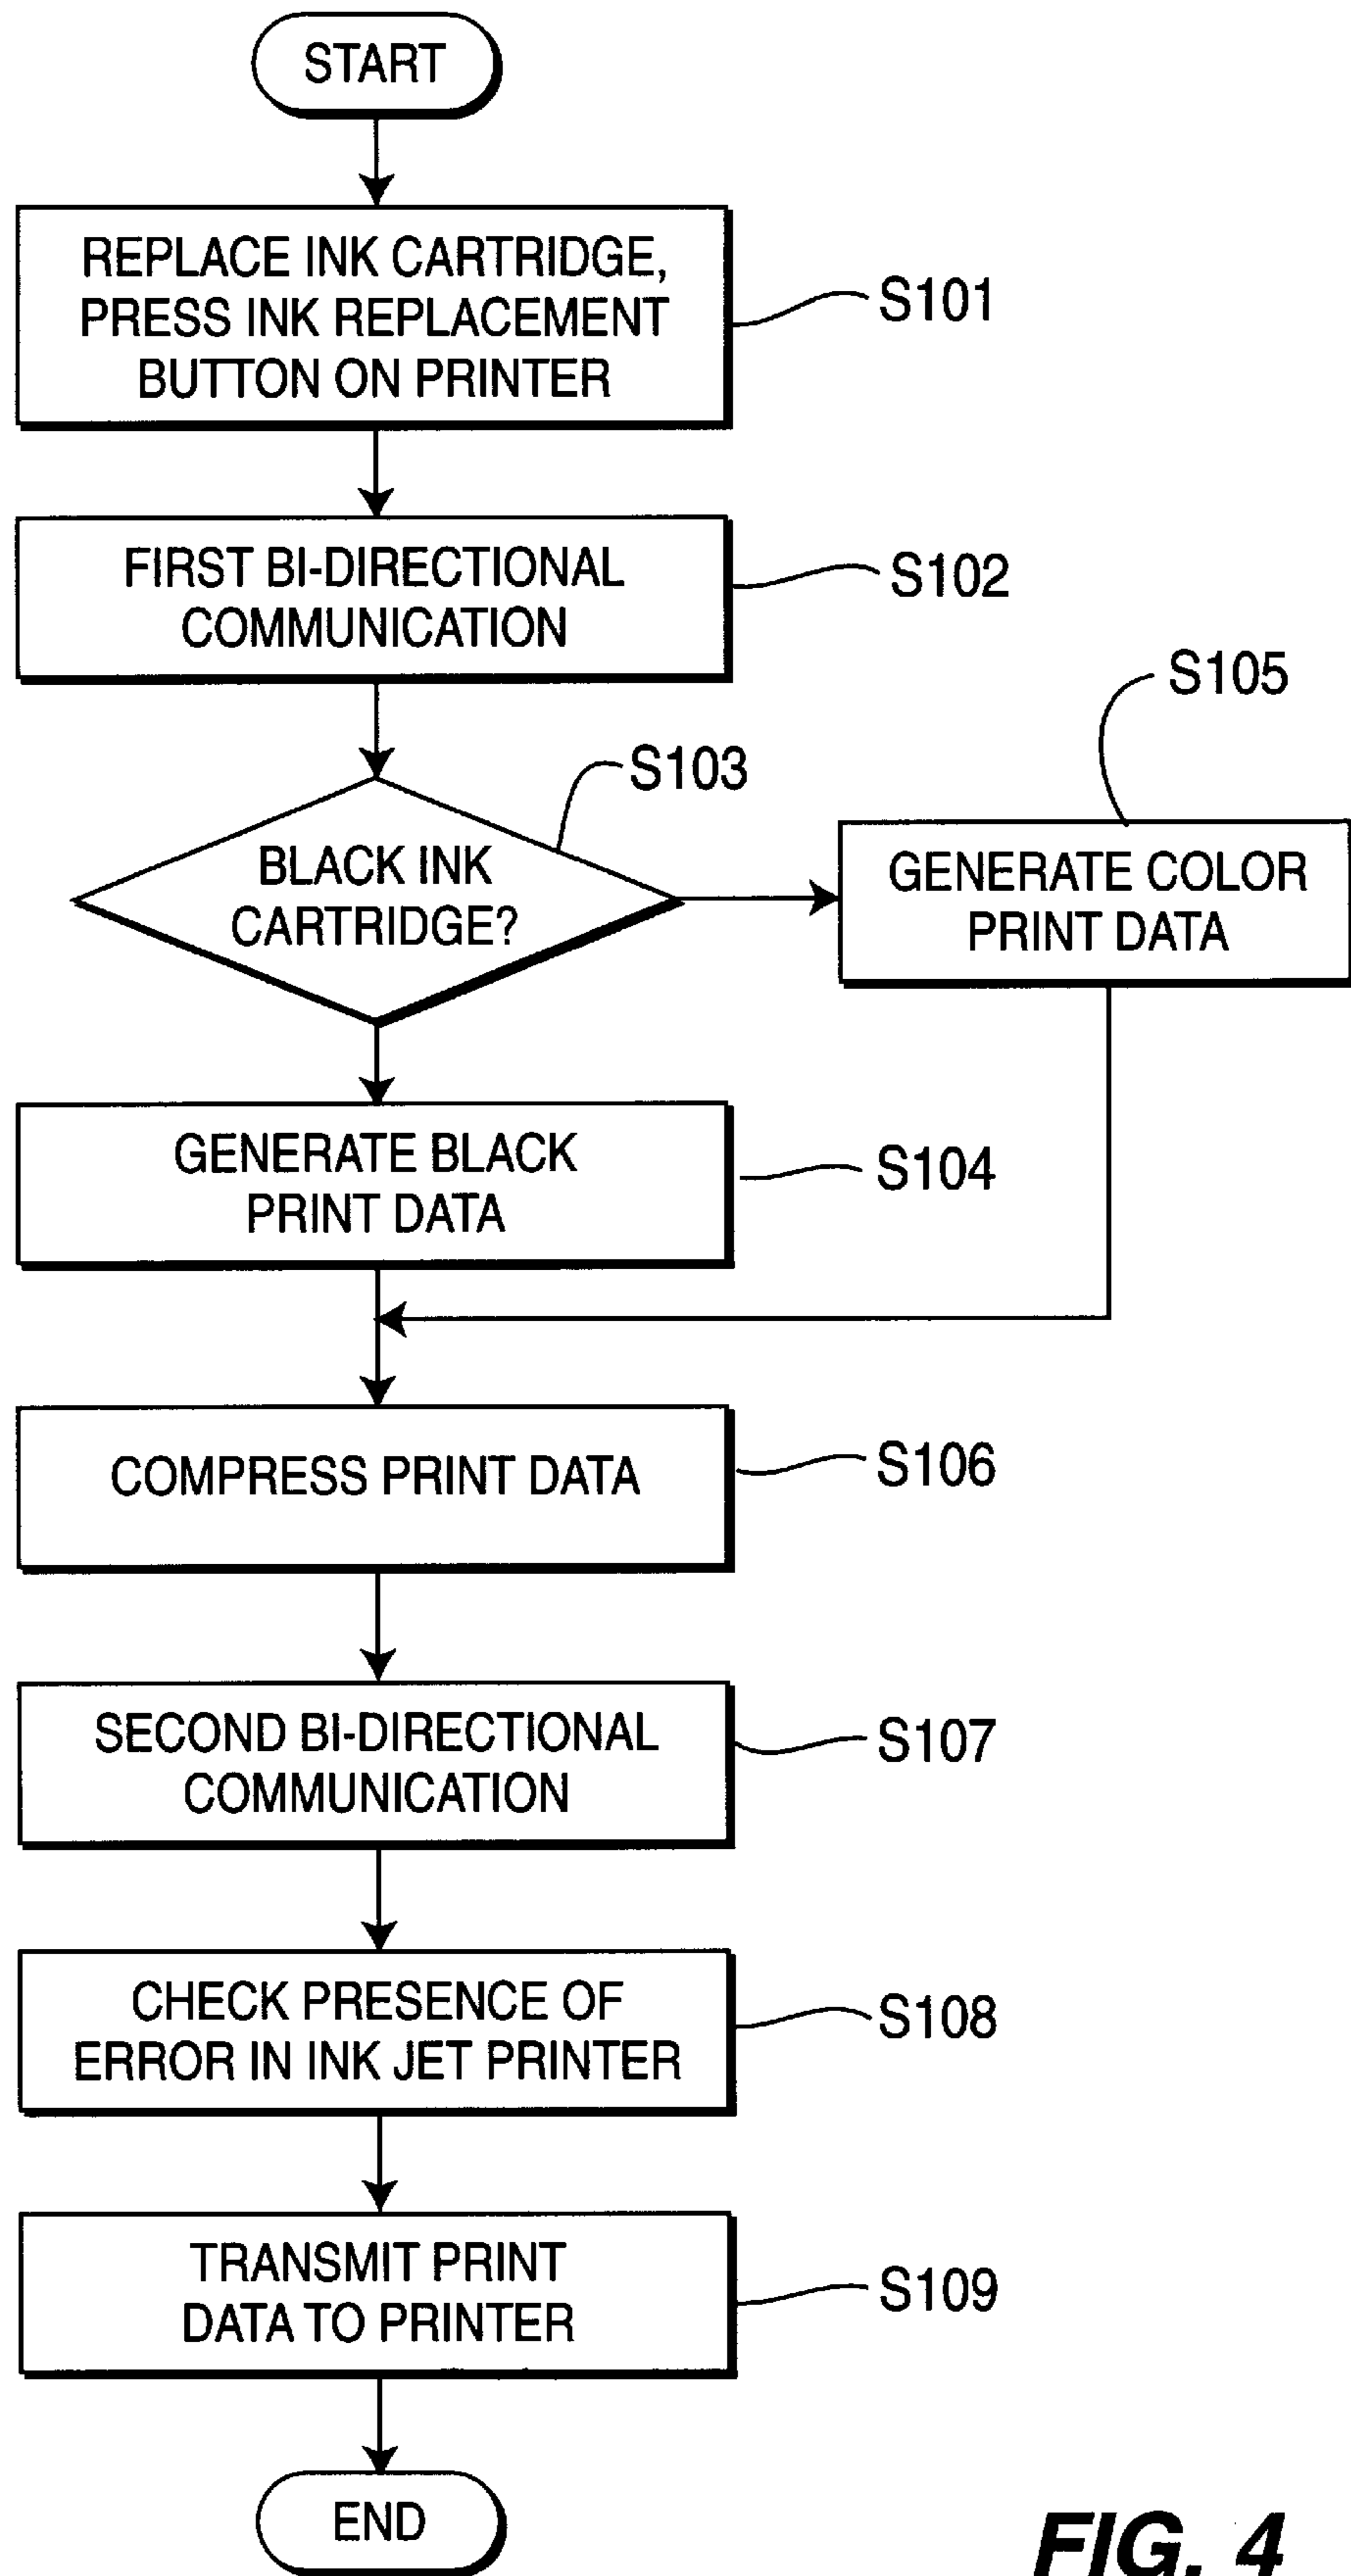 START
REPLACE INK CARTRIDGE,
PRESS INK REPLACEMENT
BUTTON ON PRINTER
S101
FIRST BI-DIRECTIONAL
COMMUNICATION
S102
S105
S103
BLACK INK
CARTRIDGE?
GENERATE COLOR
PRINT DATA
GENERATE BLACK
PRINT DATA
S104
COMPRESS PRINT DATA
S106
SECOND BI-DIRECTIONAL
COMMUNICATION
S107
CHECK PRESENCE OF
ERROR IN INK JET PRINTER
S108
TRANSMIT PRINT
DATA TO PRINTER
S109
END
FIG. 4